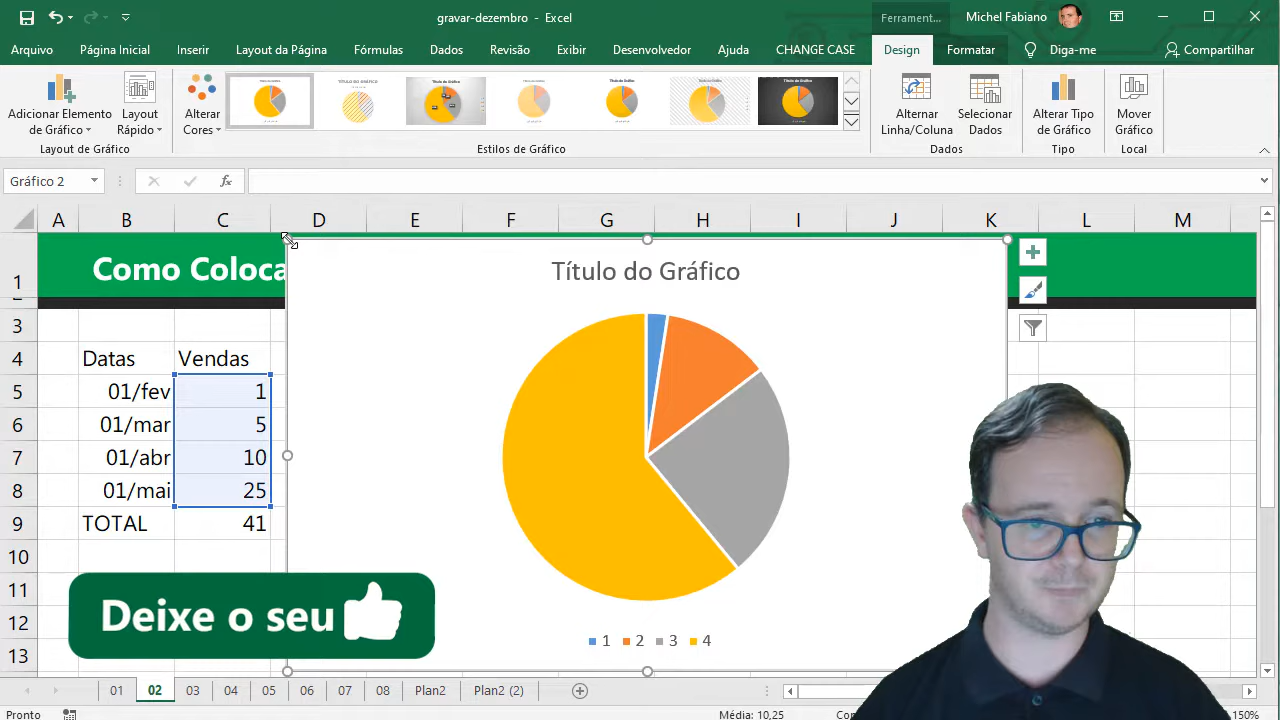 gravar-dezembro - Excel
Ferrament...
Michel Fabiano
Arquivo
Página Inicial
Inserir
Layout da Página
Fórmulas
Dados
Revisão
Exibir
Desenvolvedor
Ajuda
CHANGE CASE
Design
Formatar
Diga-me
Compartilhar
Adicionar Elemento
de Gráfico
Layout
Rápido
Alterar
Cores
Alternar
Linha/Coluna
Selecionar
Dados
Alterar Tipo
de Gráfico
Mover
Gráfico
Layout de Gráfico
Estilos de Gráfico
Dados
Tipo
Local
Gráfico 2
fx
A B C D E F G H I J K L M
1
Como Coloca
Título do Gráfico
3
4 Datas Vendas
5 01/fev 1
6 01/mar 5
7 01/abr 10
8 01/mai 25
9 TOTAL 41
10
11
12
13
Deixe o seu
1 2 3 4
01 02 03 04 05 06 07 08 Plan2 Plan2 (2)
Pronto
Média: 10,25
150%